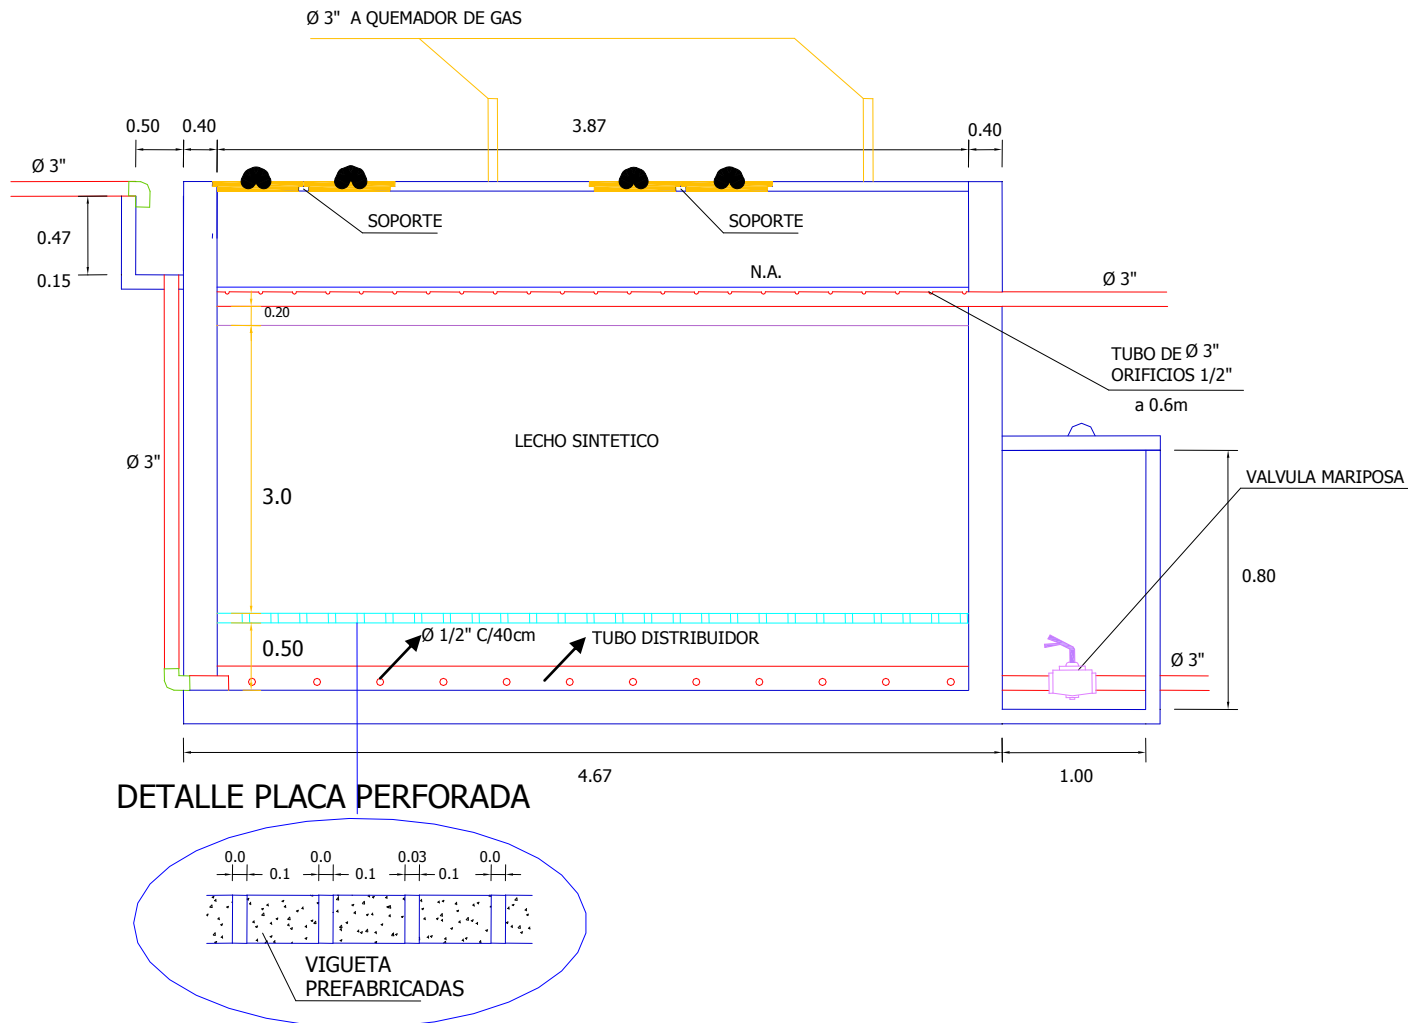 Ø 3" A QUEMADOR DE GAS
0.50 0.40 3.87 0.40
Ø 3"
SOPORTE SOPORTE
0.47
0.15
N.A.
Ø 3"
0.20
TUBO DE Ø 3"
ORIFICIOS 1/2"
a 0.6m
LECHO SINTETICO
Ø 3"
VALVULA MARIPOSA
3.0
0.80
Ø 1/2" C/40cm
TUBO DISTRIBUIDOR
0.50
Ø 3"
4.67 1.00
DETALLE PLACA PERFORADA
0.0 0.0 0.03 0.0
0.1 0.1 0.1
VIGUETA
PREFABRICADAS